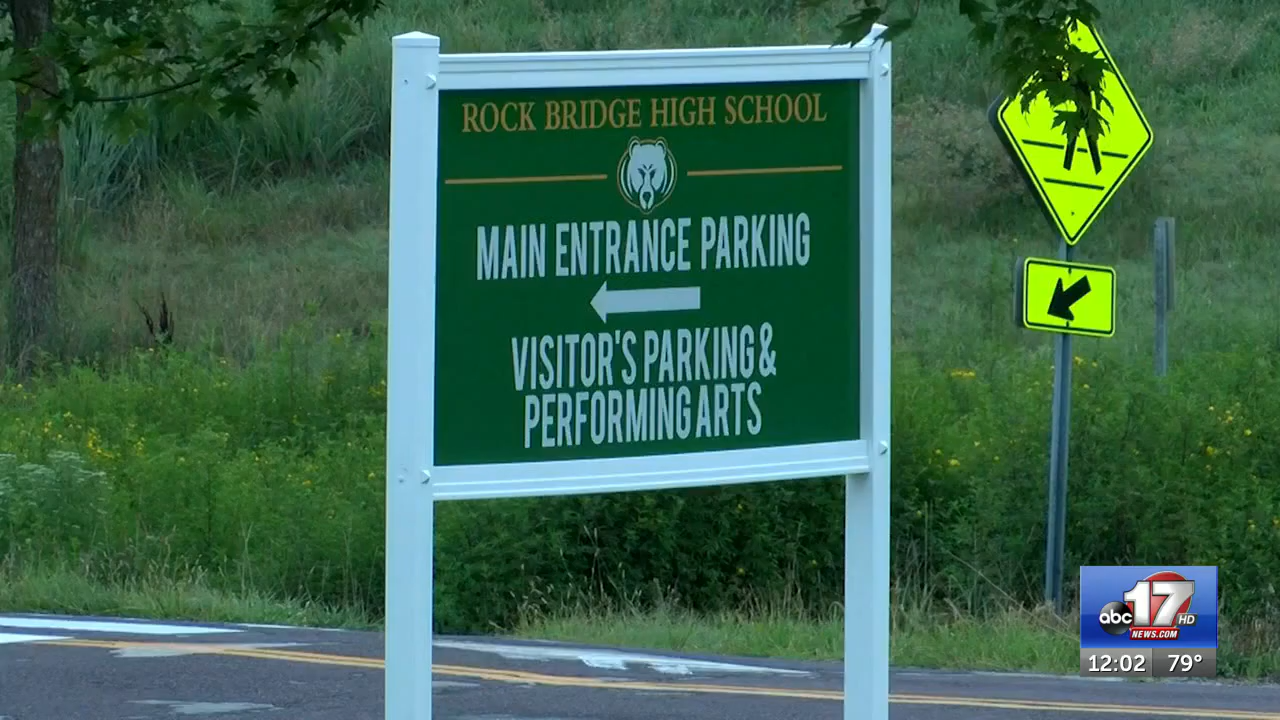 ROCK BRIDGE HIGH SCHOOL
MAIN ENTRANCE PARKING
VISITOR'S PARKING &
PERFORMING ARTS
abc 17 HD
NEWS.COM
12:02 79°